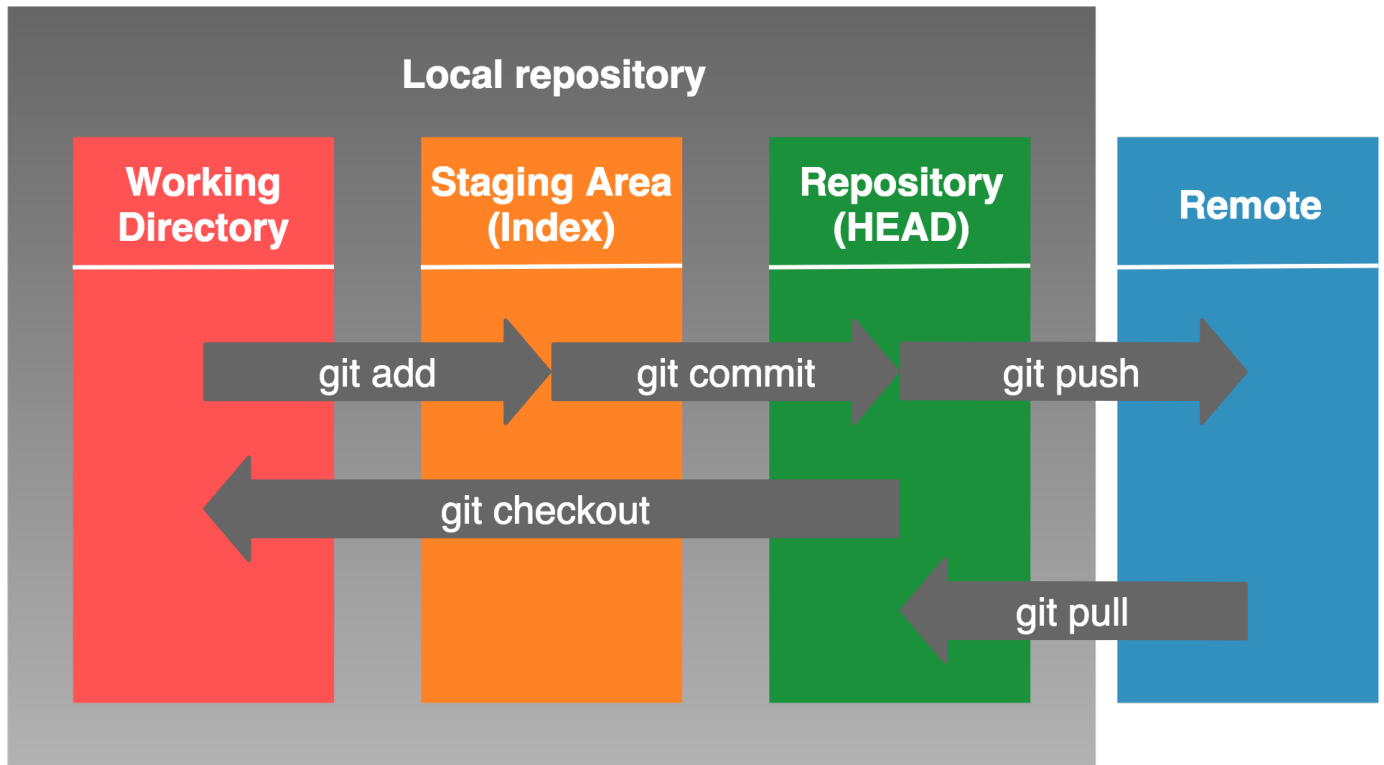 Local repository
Working
Directory
Staging Area
(Index)
Repository
(HEAD)
Remote
git add
git commit
git push
git checkout
git pull